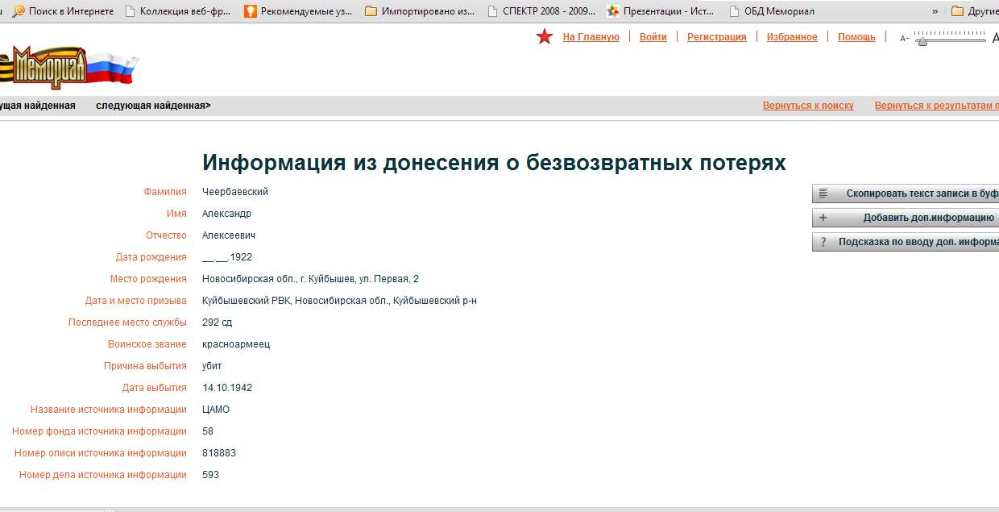 Поиск в Интернете Коллекция веб-фр... Рекомендуемые уз... Импортировано из... СПЕКТР 2008 - 2009... Презентации - Ист... ОБД Мемориал » Другие
На Главную Войти Регистрация Избранное Помощь A-
Мемориал
ущая найденная следующая найденная> Вернуться к поиску Вернуться к результатам п
Информация из донесения о безвозвратных потерях
Фамилия Чеербаевский
Имя Александр
Отчество Алексеевич
Дата рождения __.__.1922
Место рождения Новосибирская обл., г. Куйбышев, ул. Первая, 2
Дата и место призыва Куйбышевский РВК, Новосибирская обл., Куйбышевский р-н
Последнее место службы 292 сд
Воинское звание красноармеец
Причина выбытия убит
Дата выбытия 14.10.1942
Название источника информации ЦАМО
Номер фонда источника информации 58
Номер описи источника информации 818883
Номер дела источника информации 593
Скопировать текст записи в буф
+ Добавить доп.информацию
? Подсказка по вводу доп. информа